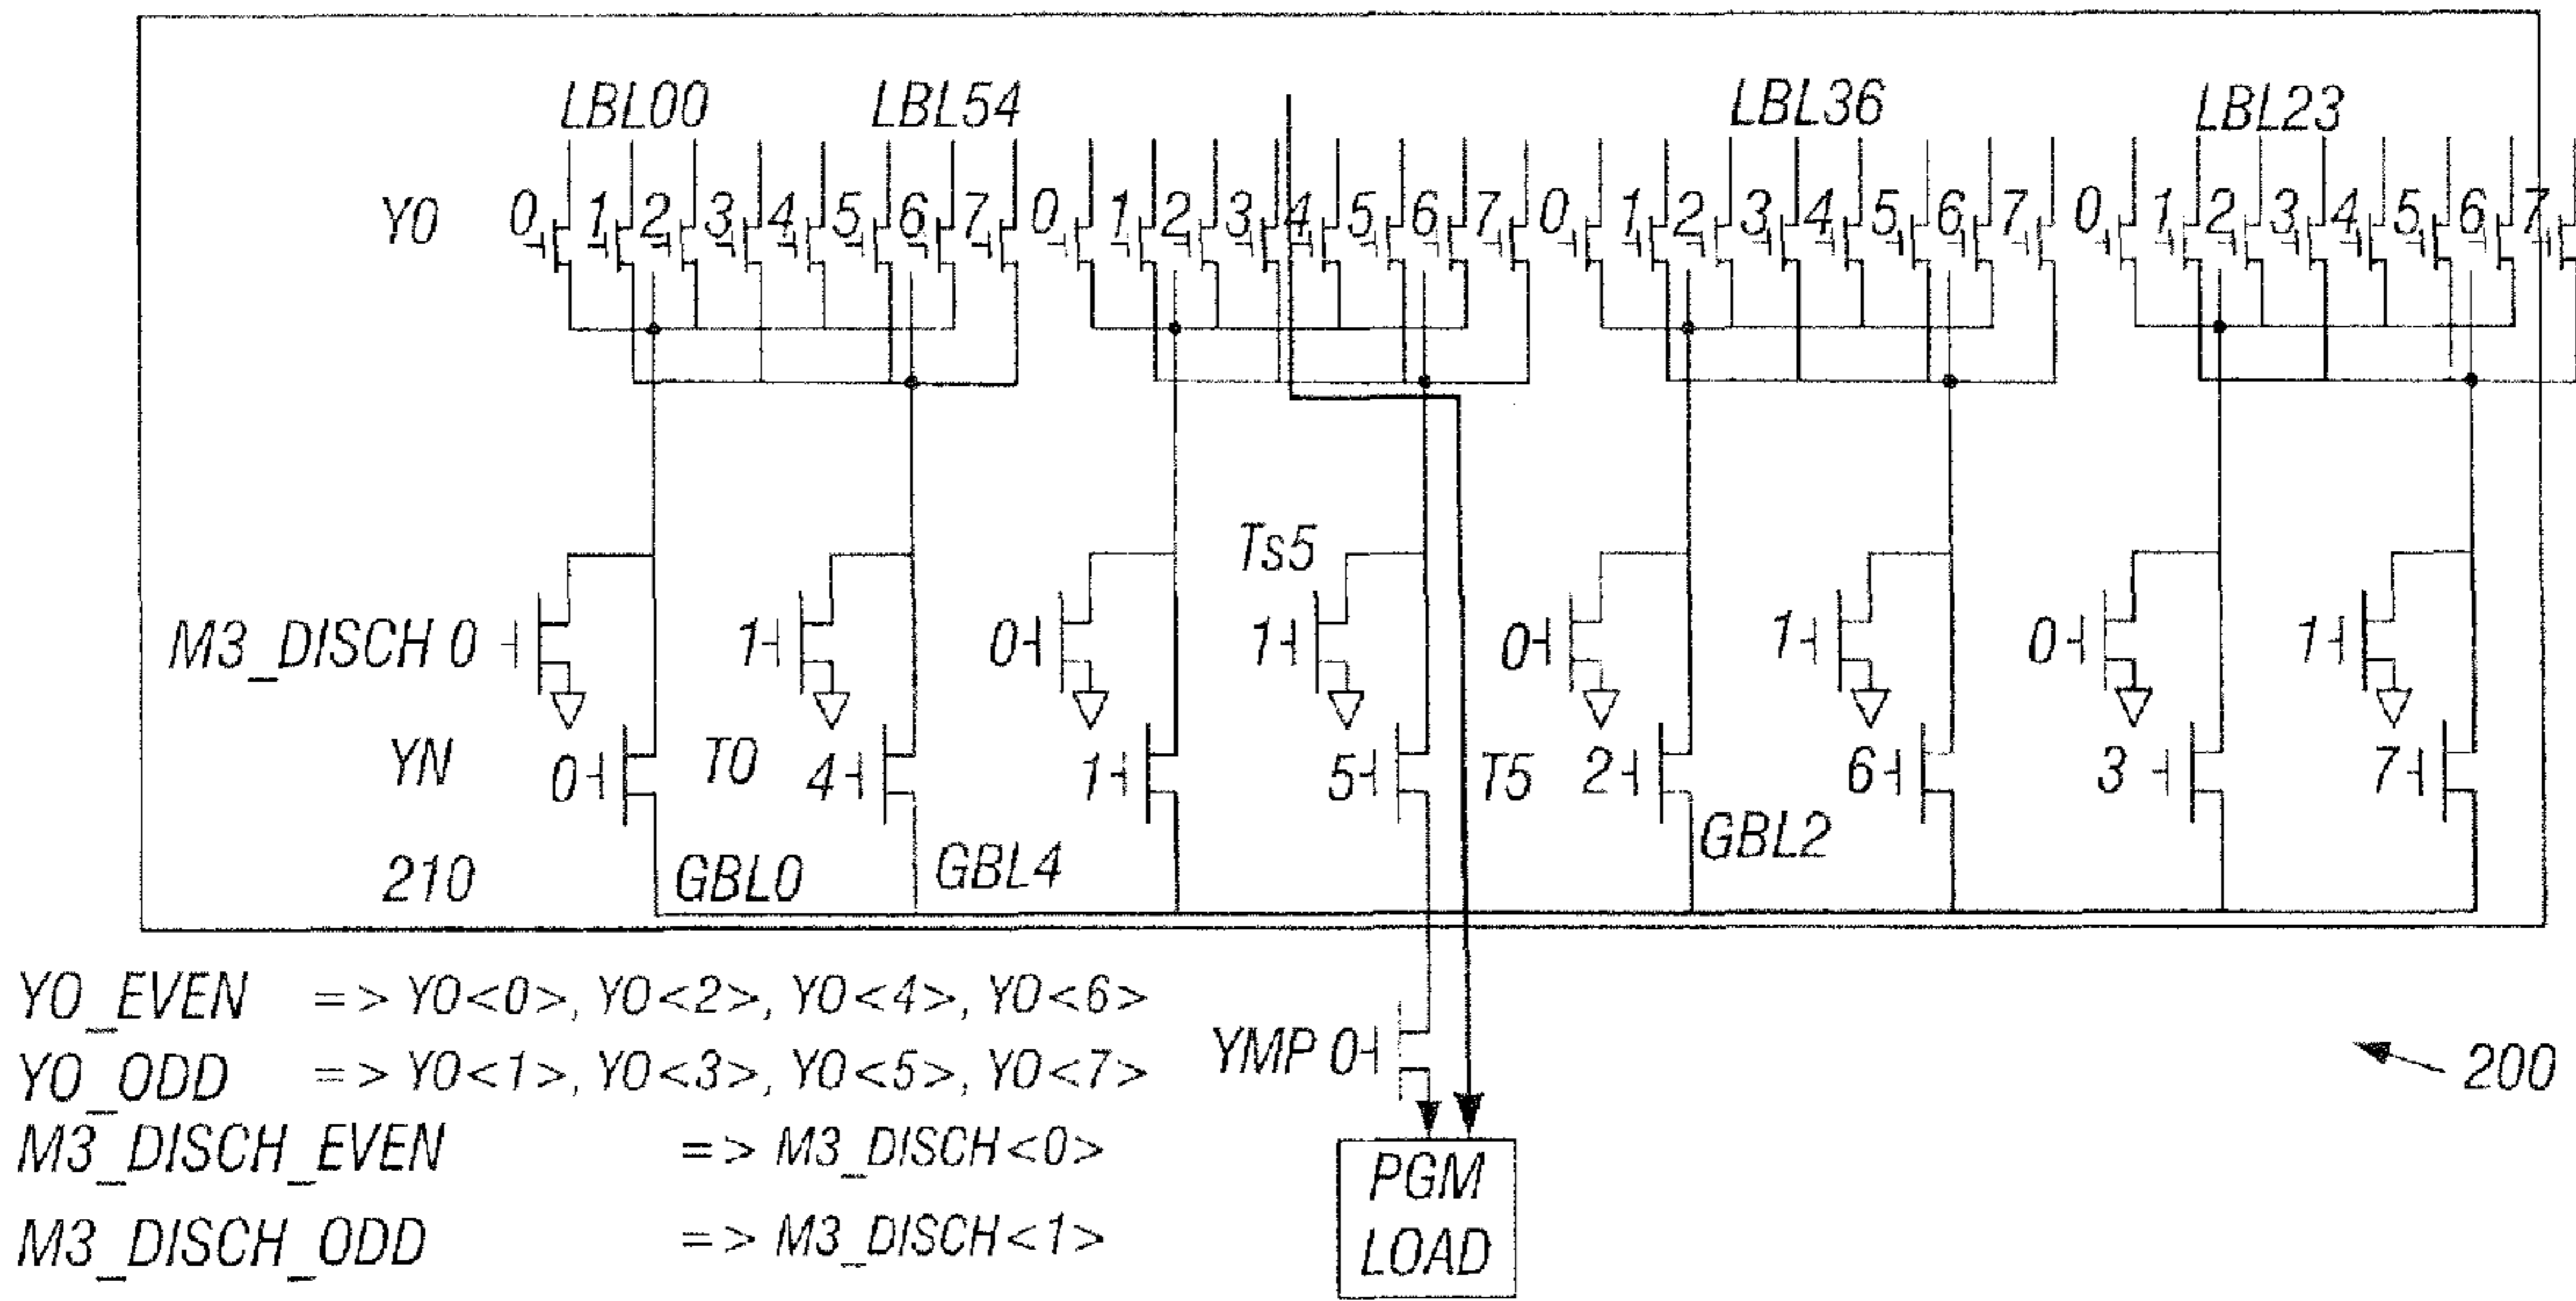 LBL00 LBL54 LBL36 LBL23
Y0 0 1 2 3 4 5 6 7 0 1 2 3 4 5 6 7 0 1 2 3 4 5 6 7 0 1 2 3 4 5 6 7
Ts5
M3_DISCH 0 1 0 1 0 1 0 1
YN 0 T0 4 1 5 T5 2 6 3 7
210 GBL0 GBL4 GBL2
Y0_EVEN => Y0<0>, Y0<2>, Y0<4>, Y0<6>
Y0_ODD => Y0<1>, Y0<3>, Y0<5>, Y0<7>
YMP 0
200
M3_DISCH_EVEN => M3_DISCH<0>
M3_DISCH_ODD => M3_DISCH<1>
PGM
LOAD